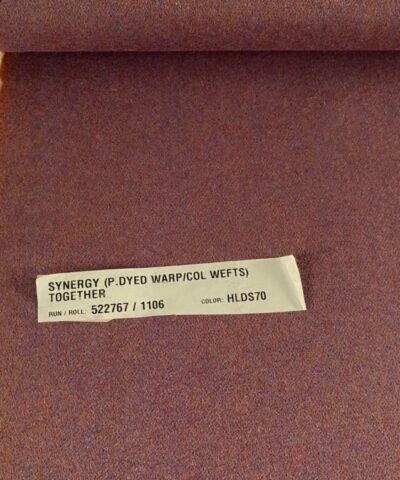 SYNERGY (P.DYED WARP/COL WEFTS)
TOGETHER
RUN / ROLL: 522767 / 1106 COLOR: HLDS70